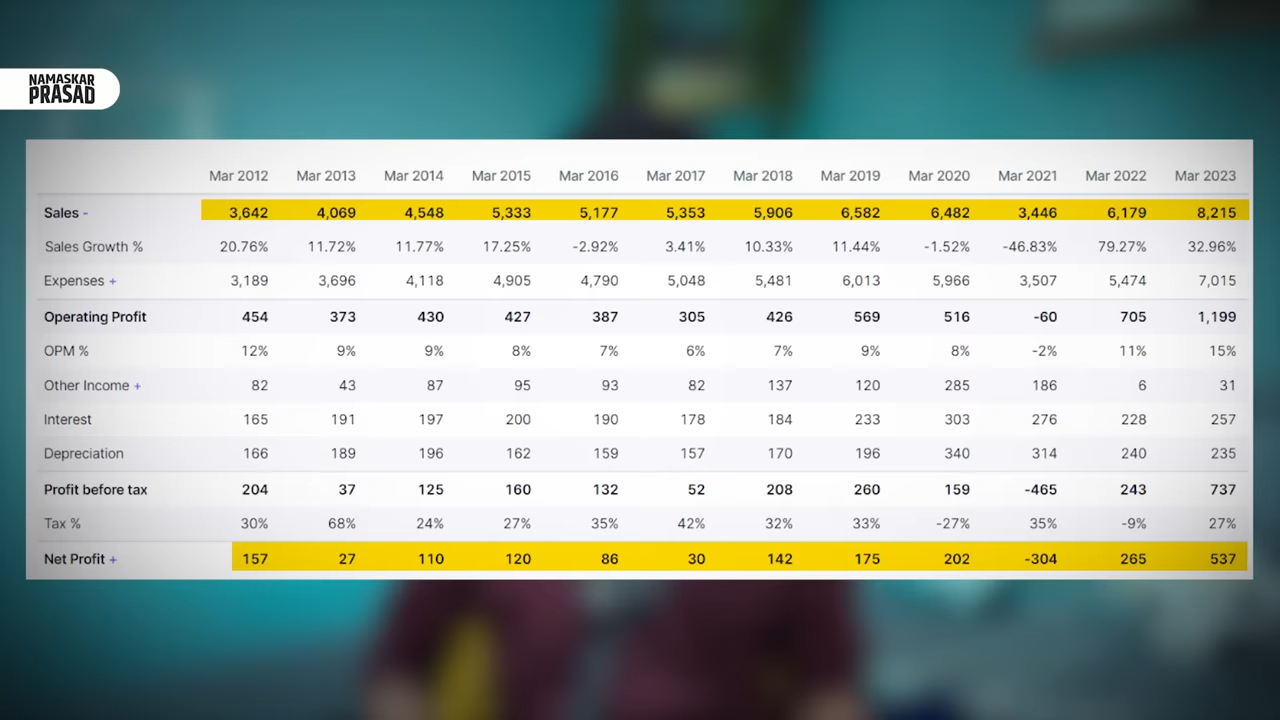 NAMASKAR
PRASAD
Mar 2012 Mar 2013 Mar 2014 Mar 2015 Mar 2016 Mar 2017 Mar 2018 Mar 2019 Mar 2020 Mar 2021 Mar 2022 Mar 2023
Sales - 3,642 4,069 4,548 5,333 5,177 5,353 5,906 6,582 6,482 3,446 6,179 8,215
Sales Growth % 20.76% 11.72% 11.77% 17.25% -2.92% 3.41% 10.33% 11.44% -1.52% -46.83% 79.27% 32.96%
Expenses + 3,189 3,696 4,118 4,905 4,790 5,048 5,481 6,013 5,966 3,507 5,474 7,015
Operating Profit 454 373 430 427 387 305 426 569 516 -60 705 1,199
OPM % 12% 9% 9% 8% 7% 6% 7% 9% 8% -2% 11% 15%
Other Income + 82 43 87 95 93 82 137 120 285 186 6 31
Interest 165 191 197 200 190 178 184 233 303 276 228 257
Depreciation 166 189 196 162 159 157 170 196 340 314 240 235
Profit before tax 204 37 125 160 132 52 208 260 159 -465 243 737
Tax % 30% 68% 24% 27% 35% 42% 32% 33% -27% 35% -9% 27%
Net Profit + 157 27 110 120 86 30 142 175 202 -304 265 537